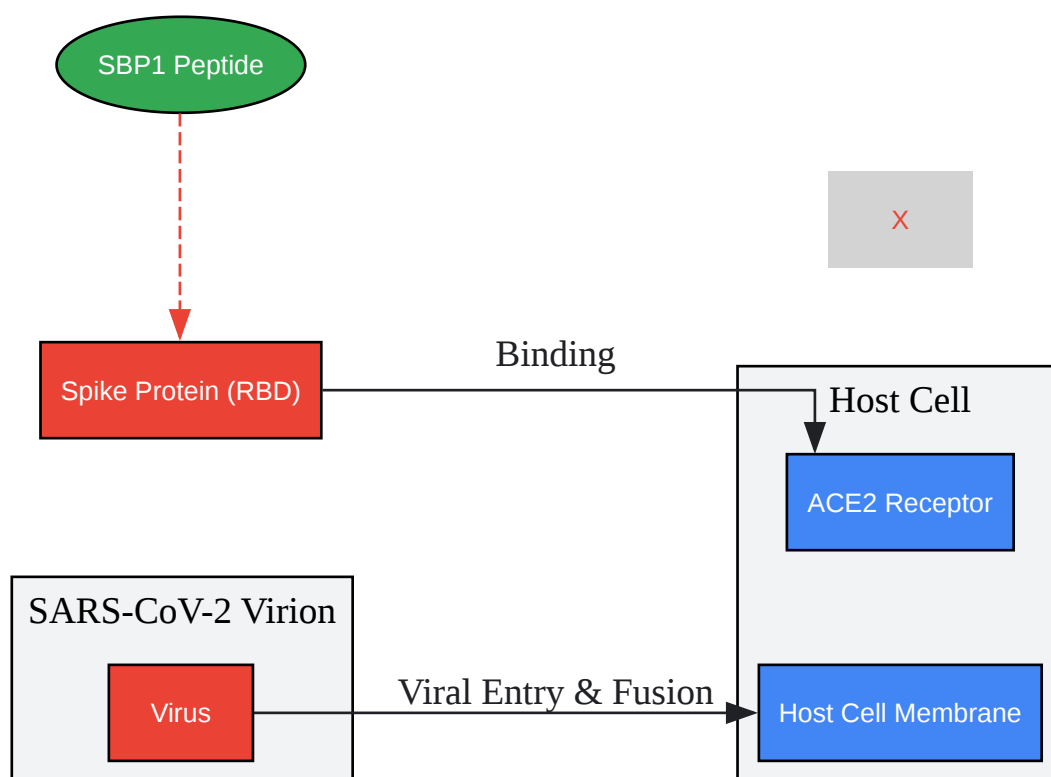 SBP1 Peptide
X
Spike Protein (RBD)
Binding
Host Cell
ACE2 Receptor
SARS-CoV-2 Virion
Virus
Viral Entry & Fusion
Host Cell Membrane